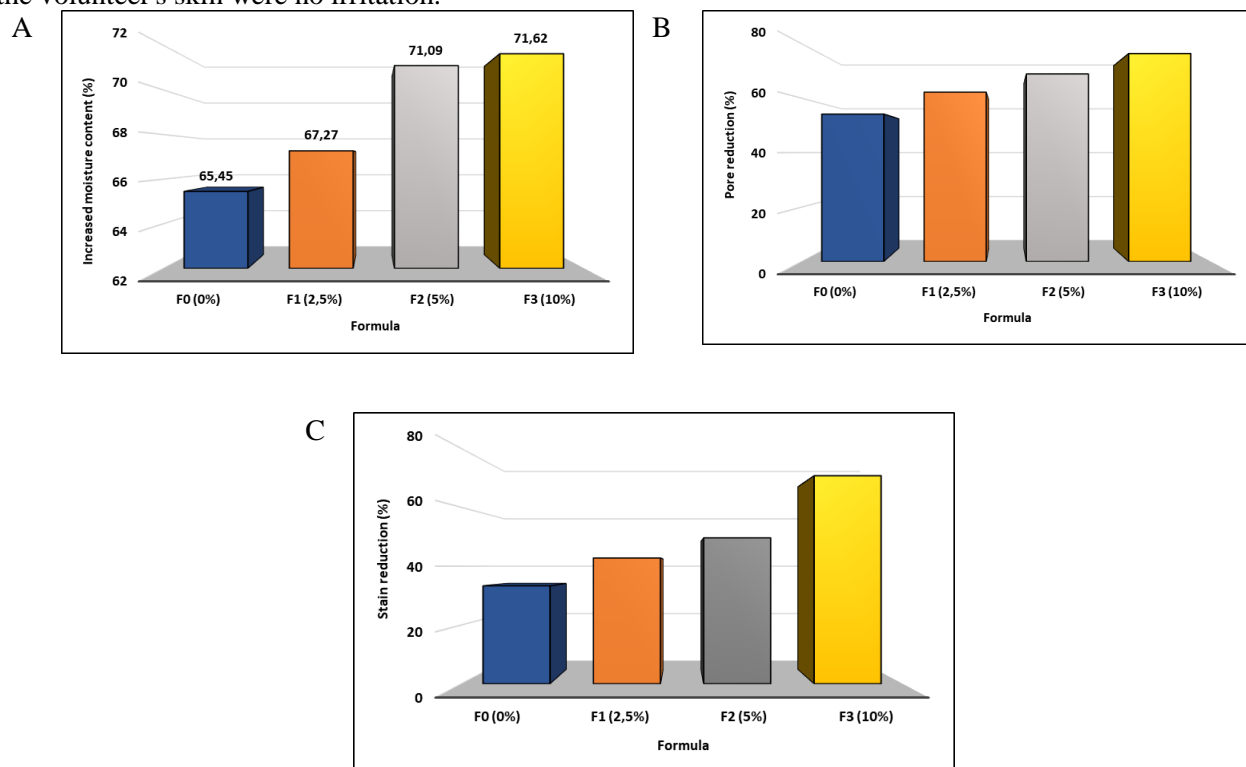 the volunteer's skin were no irritation.
A
72
70
68
66
64
62
Increased moisture content (%)
65,45
67,27
71,09
71,62
F0 (0%)
F1 (2,5%)
F2 (5%)
F3 (10%)
Formula
B
80
60
40
20
0
Pore reduction (%)
F0 (0%)
F1 (2,5%)
F2 (5%)
F3 (10%)
Formula
C
80
60
40
20
0
Stain reduction (%)
F0 (0%)
F1 (2,5%)
F2 (5%)
F3 (10%)
Formula